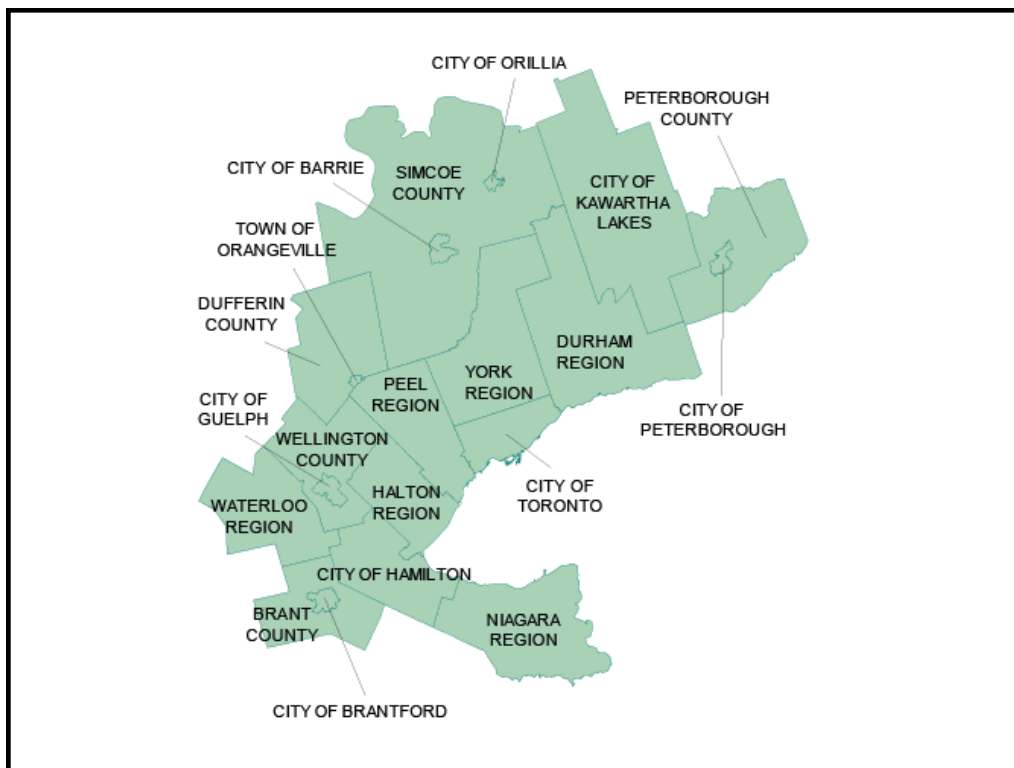 CITY OF ORILLIA
PETERBOROUGH
COUNTY
CITY OF BARRIE
SIMCOE
COUNTY
CITY OF
KAWARTHA
LAKES
TOWN OF
ORANGEVILLE
DUFFERIN
COUNTY
DURHAM
REGION
YORK
REGION
PEEL
REGION
CITY OF
GUELPH
CITY OF
PETERBOROUGH
WELLINGTON
COUNTY
HALTON
REGION
CITY OF
TORONTO
WATERLOO
REGION
CITY OF HAMILTON
BRANT
COUNTY
NIAGARA
REGION
CITY OF BRANTFORD